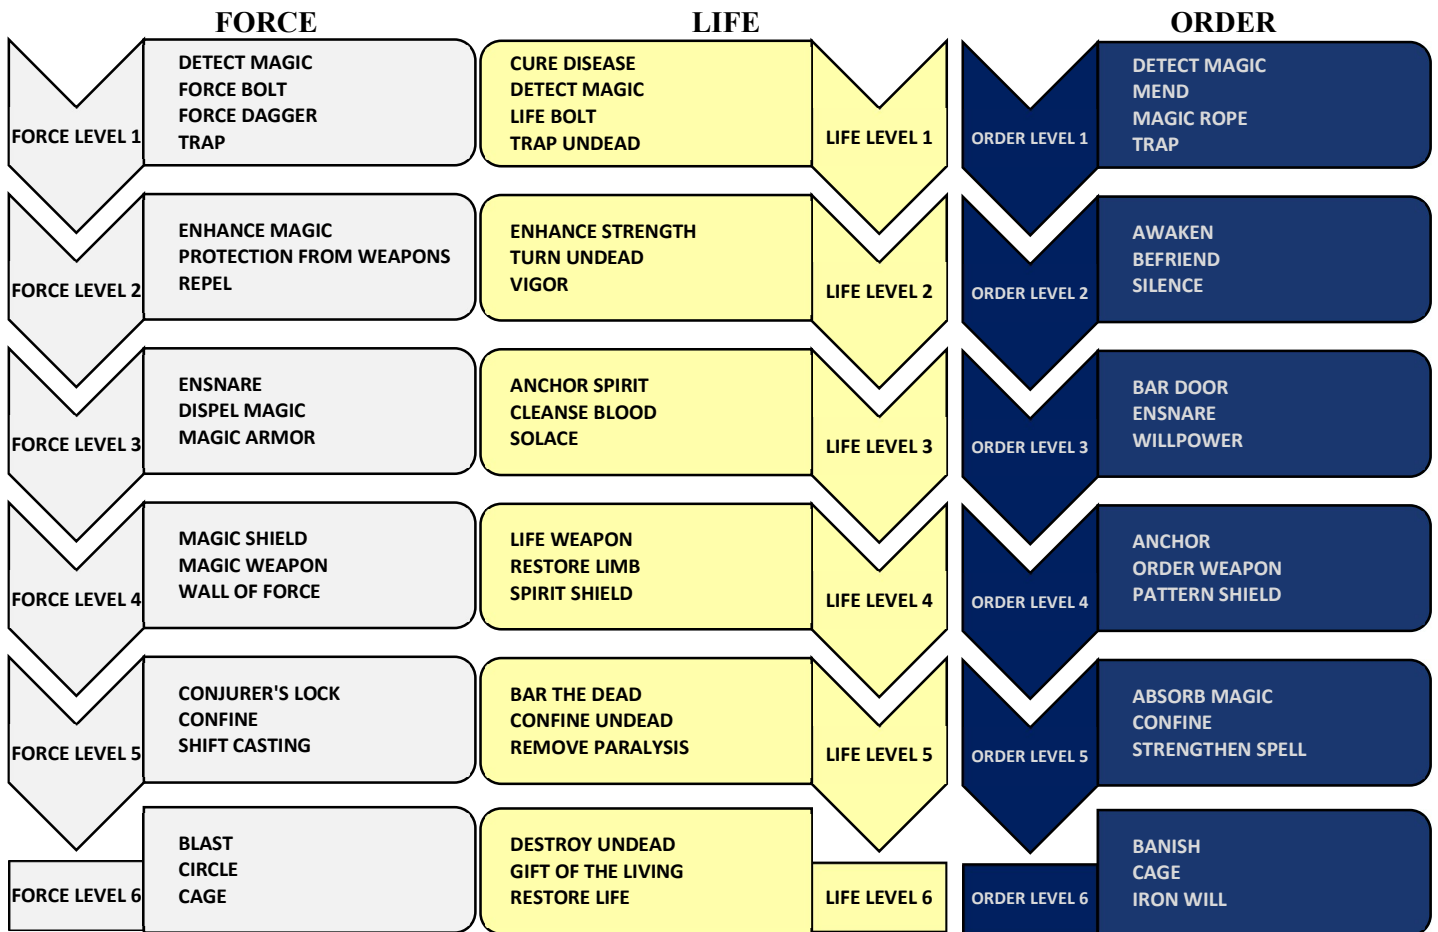 FORCE
FORCE LEVEL 1
DETECT MAGIC
FORCE BOLT
FORCE DAGGER
TRAP
FORCE LEVEL 2
ENHANCE MAGIC
PROTECTION FROM WEAPONS
REPEL
FORCE LEVEL 3
ENSNARE
DISPEL MAGIC
MAGIC ARMOR
FORCE LEVEL 4
MAGIC SHIELD
MAGIC WEAPON
WALL OF FORCE
FORCE LEVEL 5
CONJURER'S LOCK
CONFINE
SHIFT CASTING
FORCE LEVEL 6
BLAST
CIRCLE
CAGE
LIFE
CURE DISEASE
DETECT MAGIC
LIFE BOLT
TRAP UNDEAD
LIFE LEVEL 1
ENHANCE STRENGTH
TURN UNDEAD
VIGOR
LIFE LEVEL 2
ANCHOR SPIRIT
CLEANSE BLOOD
SOLACE
LIFE LEVEL 3
LIFE WEAPON
RESTORE LIMB
SPIRIT SHIELD
LIFE LEVEL 4
BAR THE DEAD
CONFINE UNDEAD
REMOVE PARALYSIS
LIFE LEVEL 5
DESTROY UNDEAD
GIFT OF THE LIVING
RESTORE LIFE
LIFE LEVEL 6
ORDER
ORDER LEVEL 1
DETECT MAGIC
MEND
MAGIC ROPE
TRAP
ORDER LEVEL 2
AWAKEN
BEFRIEND
SILENCE
ORDER LEVEL 3
BAR DOOR
ENSNARE
WILLPOWER
ORDER LEVEL 4
ANCHOR
ORDER WEAPON
PATTERN SHIELD
ORDER LEVEL 5
ABSORB MAGIC
CONFINE
STRENGTHEN SPELL
ORDER LEVEL 6
BANISH
CAGE
IRON WILL